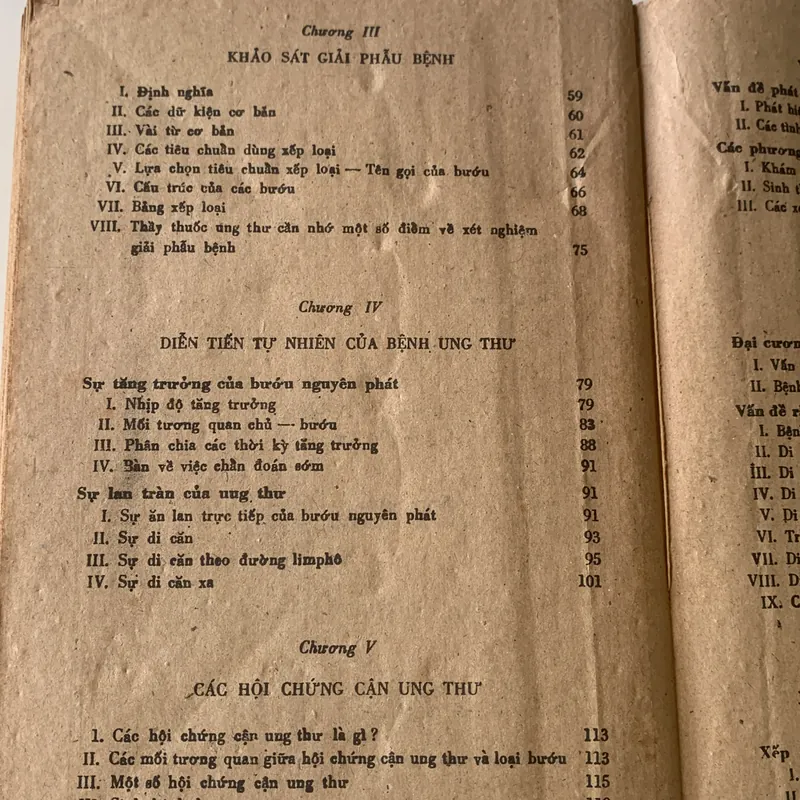 Chương III
KHẢO SÁT GIẢI PHẪU BỆNH
I. Định nghĩa 59
II. Các dữ kiện cơ bản 60
III. Vài từ cơ bản 61
IV. Các tiêu chuẩn dùng xếp loại 62
V. Lựa chọn tiêu chuẩn xếp loại — Tên gọi của bướu 64
VI. Cấu trúc của các bướu 66
VII. Bảng xếp loại 68
VIII. Thầy thuốc ung thư cần nhớ một số điểm về xét nghiệm
giải phẫu bệnh 75
Chương IV
DIỄN TIẾN TỰ NHIÊN CỦA BỆNH UNG THƯ
Sự tăng trưởng của bướu nguyên phát 79
I. Nhịp độ tăng trưởng 79
II. Mối tương quan chủ — bướu 83
III. Phân chia các thời kỳ tăng trưởng 88
IV. Bàn về việc chẩn đoán sớm 91
Sự lan tràn của ung thư 91
I. Sự ăn lan trực tiếp của bướu nguyên phát 91
II. Sự di căn 93
III. Sự di căn theo đường limphô 95
IV. Sự di căn xa 101
Chương V
CÁC HỘI CHỨNG CẬN UNG THƯ
I. Các hội chứng cận ung thư là gì ? 113
II. Các mối tương quan giữa hội chứng cận ung thư và loại bướu 113
III. Một số hội chứng cận ung thư 115
Vấn đề phát
I. Phát
II. Các
Các
I. Khám
II. Sinh
III. Các
Đại cương
I. Vấn
II. Bệnh
Vấn đề
I.
II. Di
III. Di
IV. Di
V. Di
VI.
VII. Di
VIII.
IX.
Xếp
I.
II